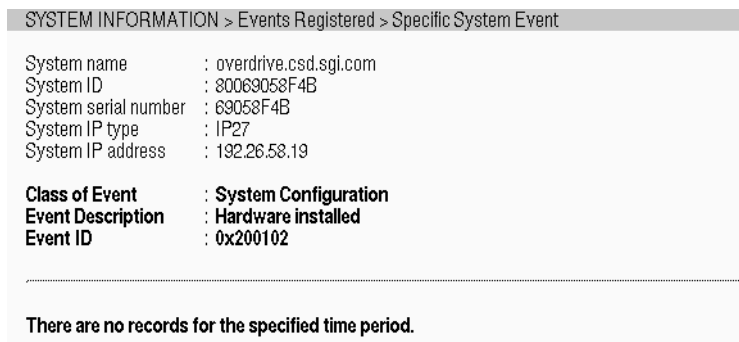 SYSTEM INFORMATION > Events Registered > Specific System Event
System name : overdrive.csd.sgi.com
System ID : 80069058F4B
System serial number : 69058F4B
System IP type : IP27
System IP address : 192.26.58.19
Class of Event : System Configuration
Event Description : Hardware installed
Event ID : 0x200102
There are no records for the specified time period.